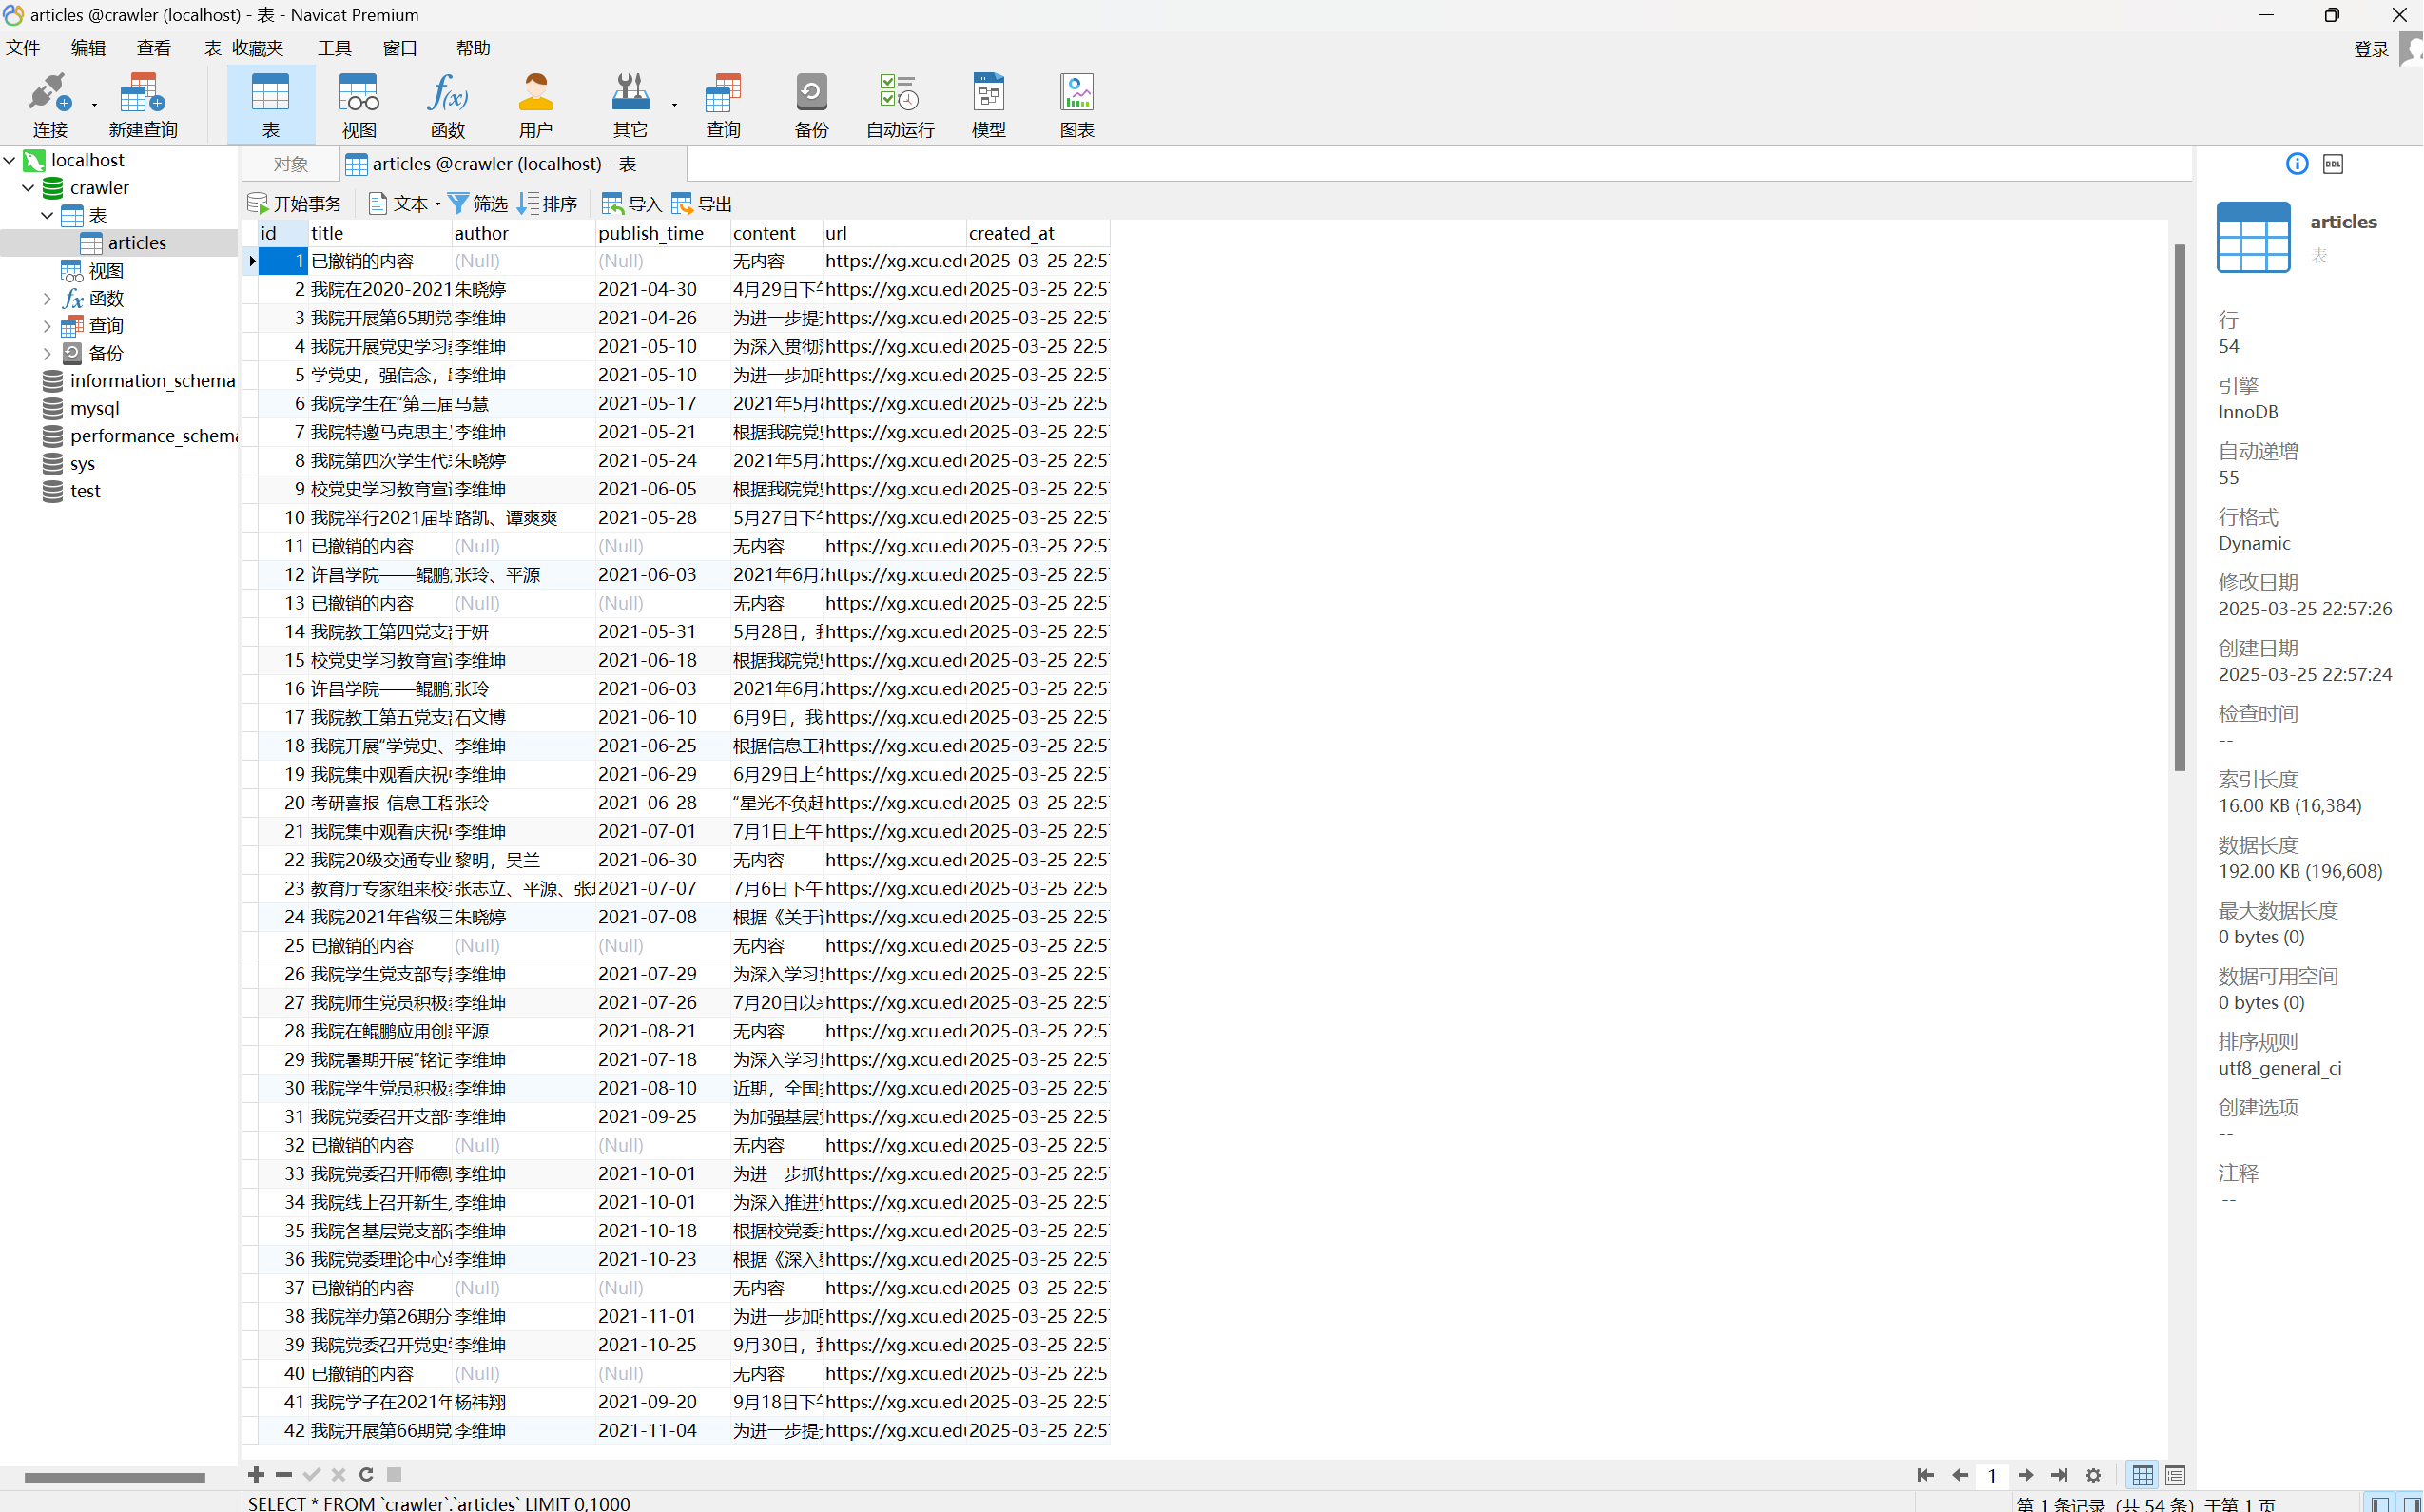 articles @crawler (localhost) - 表 - Navicat Premium
文件 编辑 查看 表 收藏夹 工具 窗口 帮助 登录
连接 新建查询 表 视图 函数 用户 其它 查询 备份 自动运行 模型 图表
localhost
crawler
表
articles
视图
函数
查询
备份
information_schema
mysql
performance_schema
sys
test
对象 articles @crawler (localhost) - 表
开始事务 文本 筛选 排序 导入 导出
id title author publish_time content url created_at
1 已撤销的内容 (Null) (Null) 无内容 https://xg.xcu.edu 2025-03-25 22:5
2 我院在2020-2021 朱晓婷 2021-04-30 4月29日下午 https://xg.xcu.edu 2025-03-25 22:5
3 我院开展第65期党 李维坤 2021-04-26 为进一步提 https://xg.xcu.edu 2025-03-25 22:5
4 我院开展党史学习 李维坤 2021-05-10 为深入贯彻 https://xg.xcu.edu 2025-03-25 22:5
5 学党史，强信念， 李维坤 2021-05-10 为进一步加 https://xg.xcu.edu 2025-03-25 22:5
6 我院学生在“第三届 马慧 2021-05-17 2021年5月 https://xg.xcu.edu 2025-03-25 22:5
7 我院特邀马克思主 李维坤 2021-05-21 根据我院党 https://xg.xcu.edu 2025-03-25 22:5
8 我院第四次学生代 朱晓婷 2021-05-24 2021年5月 https://xg.xcu.edu 2025-03-25 22:5
9 校党史学习教育宣 李维坤 2021-06-05 根据我院党 https://xg.xcu.edu 2025-03-25 22:5
10 我院举行2021届毕 路凯、谭爽爽 2021-05-28 5月27日下午 https://xg.xcu.edu 2025-03-25 22:5
11 已撤销的内容 (Null) (Null) 无内容 https://xg.xcu.edu 2025-03-25 22:5
12 许昌学院——鲲鹏 张玲、平源 2021-06-03 2021年6月 https://xg.xcu.edu 2025-03-25 22:5
13 已撤销的内容 (Null) (Null) 无内容 https://xg.xcu.edu 2025-03-25 22:5
14 我院教工第四党支 于妍 2021-05-31 5月28日， https://xg.xcu.edu 2025-03-25 22:5
15 校党史学习教育宣 李维坤 2021-06-18 根据我院党 https://xg.xcu.edu 2025-03-25 22:5
16 许昌学院——鲲鹏 张玲 2021-06-03 2021年6月 https://xg.xcu.edu 2025-03-25 22:5
17 我院教工第五党支 石文博 2021-06-10 6月9日，我 https://xg.xcu.edu 2025-03-25 22:5
18 我院开展“学党史、 李维坤 2021-06-25 根据信息工 https://xg.xcu.edu 2025-03-25 22:5
19 我院集中观看庆祝 李维坤 2021-06-29 6月29日上午 https://xg.xcu.edu 2025-03-25 22:5
20 考研喜报-信息工程 张玲 2021-06-28 “星光不负赶 https://xg.xcu.edu 2025-03-25 22:5
21 我院集中观看庆祝 李维坤 2021-07-01 7月1日上午 https://xg.xcu.edu 2025-03-25 22:5
22 我院20级交通专业 黎明，吴兰 2021-06-30 无内容 https://xg.xcu.edu 2025-03-25 22:5
23 教育厅专家组来校 张志立、平源、张 2021-07-07 7月6日下午 https://xg.xcu.edu 2025-03-25 22:5
24 我院2021年省级三 朱晓婷 2021-07-08 根据《关于 https://xg.xcu.edu 2025-03-25 22:5
25 已撤销的内容 (Null) (Null) 无内容 https://xg.xcu.edu 2025-03-25 22:5
26 我院学生党支部专 李维坤 2021-07-29 为深入学习 https://xg.xcu.edu 2025-03-25 22:5
27 我院师生党员积极 李维坤 2021-07-26 7月20日以 https://xg.xcu.edu 2025-03-25 22:5
28 我院在鲲鹏应用创 平源 2021-08-21 无内容 https://xg.xcu.edu 2025-03-25 22:5
29 我院暑期开展“铭记 李维坤 2021-07-18 为深入学习 https://xg.xcu.edu 2025-03-25 22:5
30 我院学生党员积极 李维坤 2021-08-10 近期，全国 https://xg.xcu.edu 2025-03-25 22:5
31 我院党委召开支部 李维坤 2021-09-25 为加强基层 https://xg.xcu.edu 2025-03-25 22:5
32 已撤销的内容 (Null) (Null) 无内容 https://xg.xcu.edu 2025-03-25 22:5
33 我院党委召开师德 李维坤 2021-10-01 为进一步抓 https://xg.xcu.edu 2025-03-25 22:5
34 我院线上召开新生 李维坤 2021-10-01 为深入推进 https://xg.xcu.edu 2025-03-25 22:5
35 我院各基层党支部 李维坤 2021-10-18 根据校党委 https://xg.xcu.edu 2025-03-25 22:5
36 我院党委理论中心 李维坤 2021-10-23 根据《深入 https://xg.xcu.edu 2025-03-25 22:5
37 已撤销的内容 (Null) (Null) 无内容 https://xg.xcu.edu 2025-03-25 22:5
38 我院举办第26期分 李维坤 2021-11-01 为进一步加 https://xg.xcu.edu 2025-03-25 22:5
39 我院党委召开党史 李维坤 2021-10-25 9月30日， https://xg.xcu.edu 2025-03-25 22:5
40 已撤销的内容 (Null) (Null) 无内容 https://xg.xcu.edu 2025-03-25 22:5
41 我院学子在2021年 杨祎翔 2021-09-20 9月18日下午 https://xg.xcu.edu 2025-03-25 22:5
42 我院开展第66期党 李维坤 2021-11-04 为进一步提 https://xg.xcu.edu 2025-03-25 22:5
1
SELECT * FROM `crawler`.`articles` LIMIT 0,1000
第 1 条记录（共 54 条）于第 1 页
DDL
articles
表
行
54
引擎
InnoDB
自动递增
55
行格式
Dynamic
修改日期
2025-03-25 22:57:26
创建日期
2025-03-25 22:57:24
检查时间
--
索引长度
16.00 KB (16,384)
数据长度
192.00 KB (196,608)
最大数据长度
0 bytes (0)
数据可用空间
0 bytes (0)
排序规则
utf8_general_ci
创建选项
--
注释
--